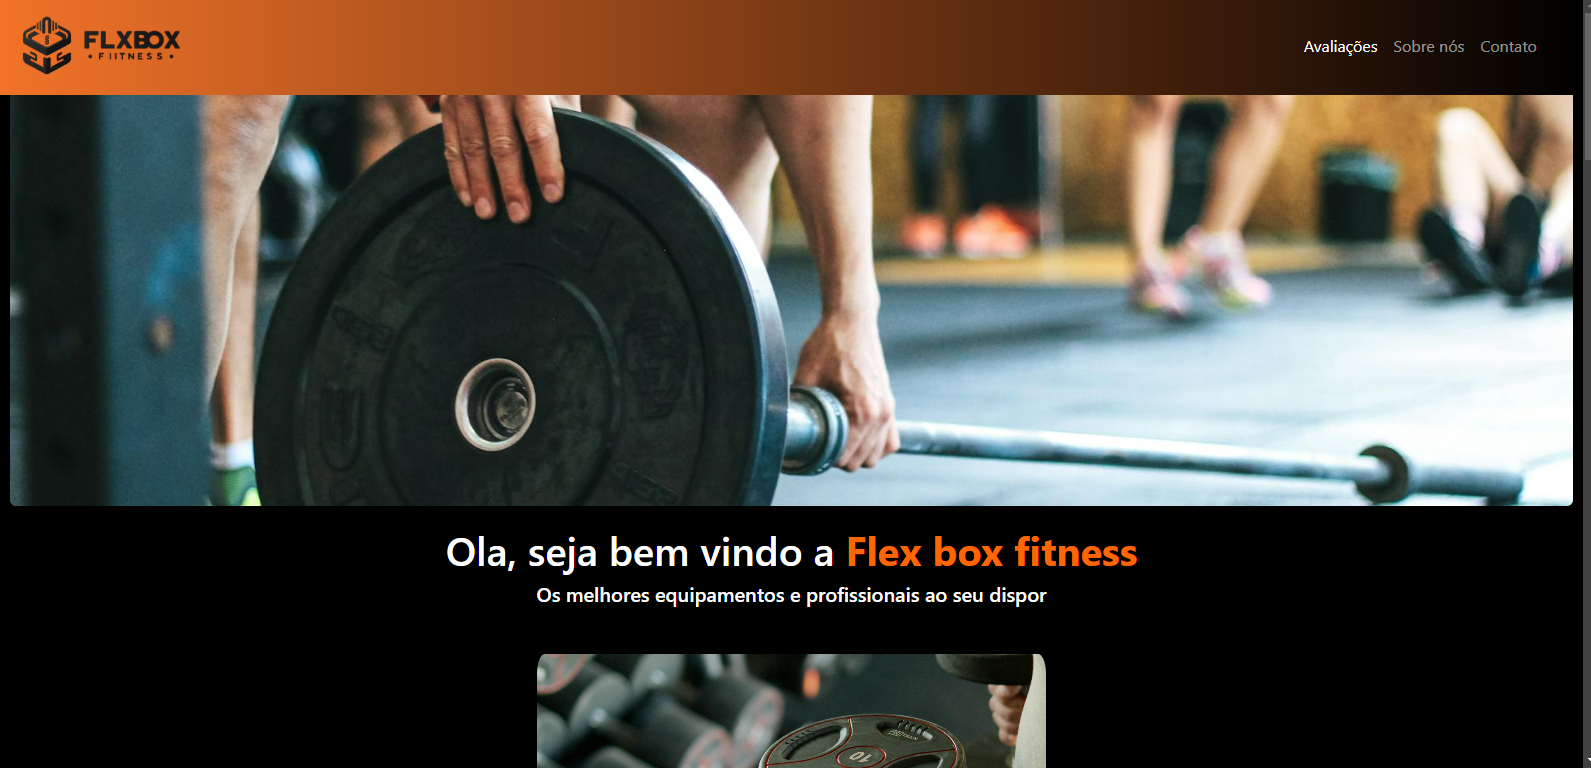 FLXBOX
• FIITNESS •
Avaliações Sobre nós Contato
Ola, seja bem vindo a Flex box fitness
Os melhores equipamentos e profissionais ao seu dispor
10